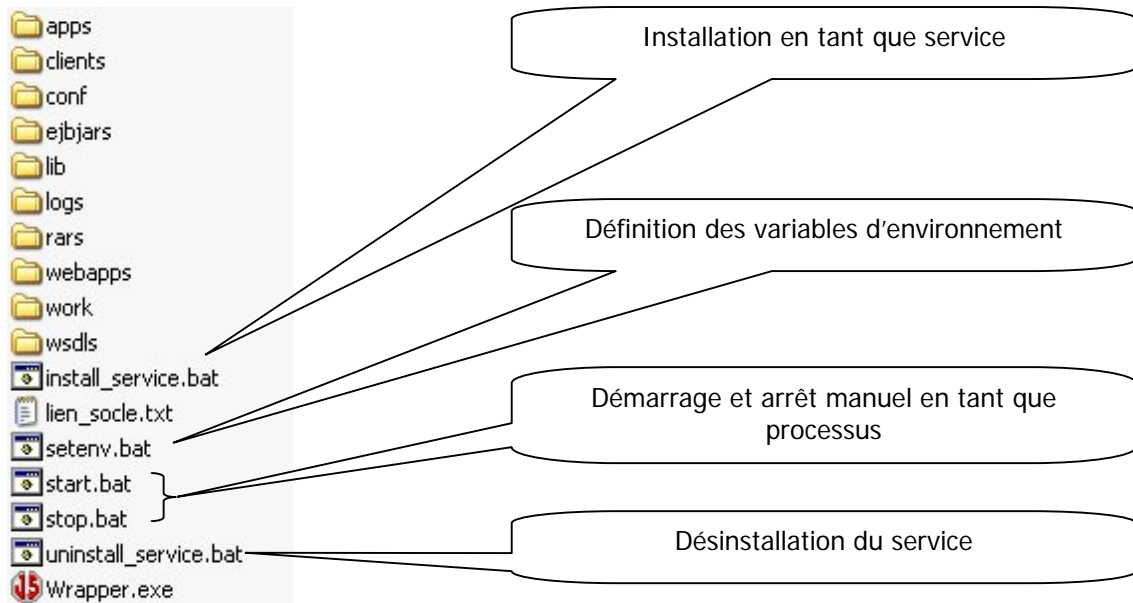 apps
clients
conf
ejbjars
lib
logs
rars
webapps
work
wsdls
install_service.bat
lien_socle.txt
setenv.bat
start.bat
stop.bat
uninstall_service.bat
Wrapper.exe
Installation en tant que service
Définition des variables d’environnement
Démarrage et arrêt manuel en tant que
processus
Désinstallation du service